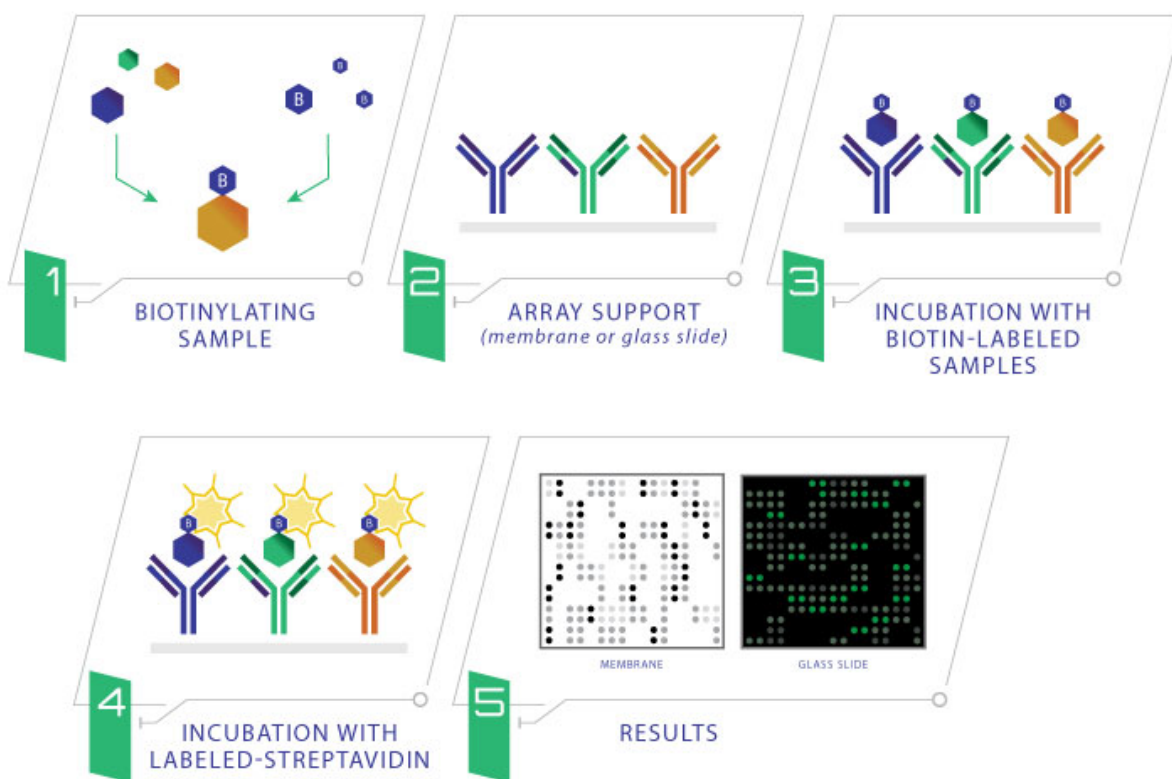 B
B
B
B
1
BIOTINYLATING
SAMPLE
2
ARRAY SUPPORT
(membrane or glass slide)
B
B
B
3
INCUBATION WITH
BIOTIN-LABELED
SAMPLES
B
B
B
4
INCUBATION WITH
LABELED-STREPTAVIDIN
MEMBRANE
GLASS SLIDE
5
RESULTS